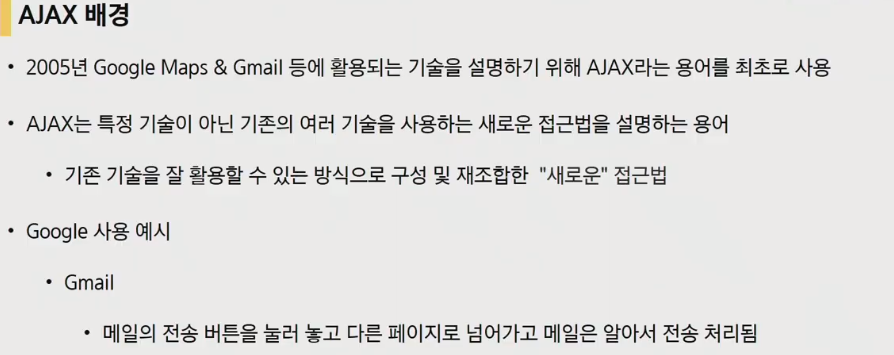 AJAX 배경
• 2005년 Google Maps & Gmail 등에 활용되는 기술을 설명하기 위해 AJAX라는 용어를 최초로 사용
• AJAX는 특정 기술이 아닌 기존의 여러 기술을 사용하는 새로운 접근법을 설명하는 용어
• 기존 기술을 잘 활용할 수 있는 방식으로 구성 및 재조합한 "새로운" 접근법
• Google 사용 예시
• Gmail
• 메일의 전송 버튼을 눌러 놓고 다른 페이지로 넘어가고 메일은 알아서 전송 처리됨